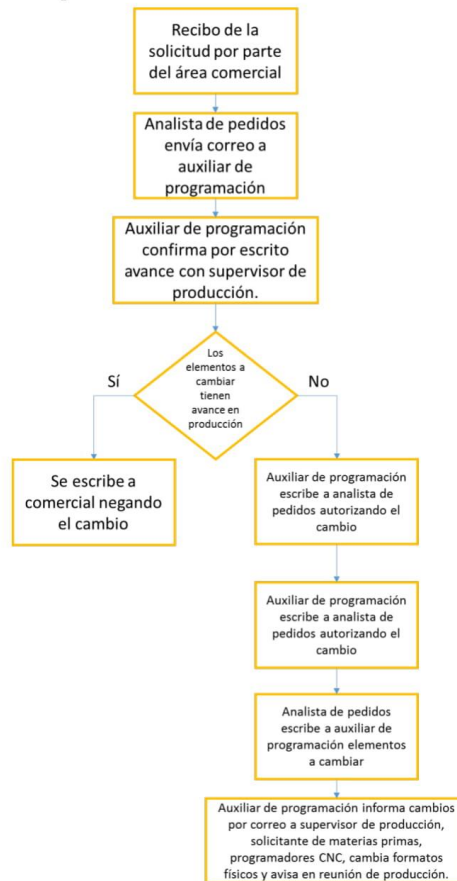 Recibo de la
solicitud por parte
del área comercial
Analista de pedidos
envía correo a
auxiliar de
programación
Auxiliar de programación
confirma por escrito
avance con supervisor de
producción.
Los
elementos a
cambiar
tienen
avance en
producción
Sí
No
Se escribe a
comercial negando
el cambio
Auxiliar de programación
escribe a analista de
pedidos autorizando el
cambio
Auxiliar de programación
escribe a analista de
pedidos autorizando el
cambio
Analista de pedidos
escribe a auxiliar de
programación elementos
a cambiar
Auxiliar de programación informa cambios
por correo a supervisor de producción,
solicitante de materias primas,
programadores CNC, cambia formatos
físicos y avisa en reunión de producción.